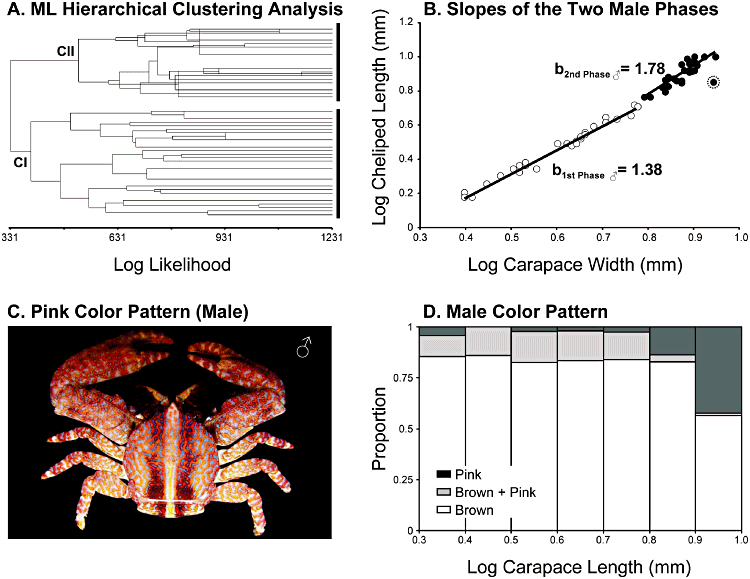 A. ML Hierarchical Clustering Analysis
CII
CI
331 631 931 1231
Log Likelihood
B. Slopes of the Two Male Phases
Log Cheliped Length (mm)
1.2
1.0
0.8
0.6
0.4
0.2
0
b2nd Phase ♂= 1.78
b1st Phase ♂= 1.38
0.3 0.4 0.5 0.6 0.7 0.8 0.9 1.0
Log Carapace Width (mm)
C. Pink Color Pattern (Male)
♂
D. Male Color Pattern
Proportion
1
0.75
0.5
0.25
0
Pink
Brown + Pink
Brown
0.3 0.4 0.5 0.6 0.7 0.8 0.9 1.0
Log Carapace Length (mm)